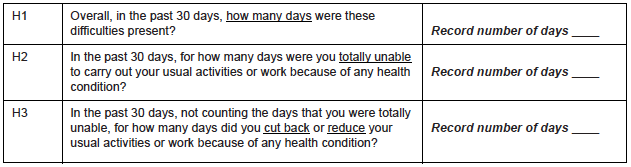 H1
Overall, in the past 30 days, how many days were these
difficulties present?
Record number of days ____
H2
In the past 30 days, for how many days were you totally unable
to carry out your usual activities or work because of any health
condition?
Record number of days ____
H3
In the past 30 days, not counting the days that you were totally
unable, for how many days did you cut back or reduce your
usual activities or work because of any health condition?
Record number of days ____